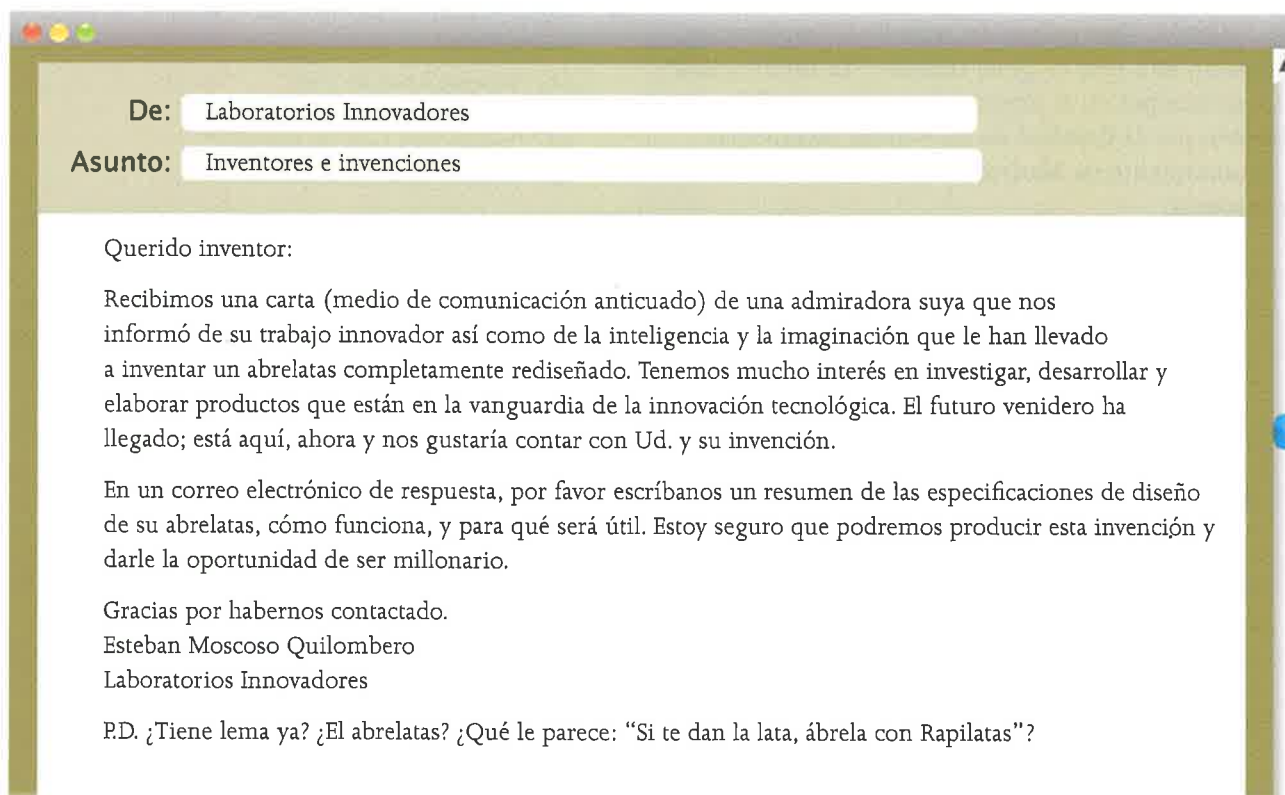 De: Laboratorios Innovadores
Asunto: Inventores e invenciones
Querido inventor:
Recibimos una carta (medio de comunicación anticuado) de una admiradora suya que nos
informó de su trabajo innovador así como de la inteligencia y la imaginación que le han llevado
a inventar un abrelatas completamente rediseñado. Tenemos mucho interés en investigar, desarrollar y
elaborar productos que están en la vanguardia de la innovación tecnológica. El futuro venidero ha
llegado; está aquí, ahora y nos gustaría contar con Ud. y su invención.
En un correo electrónico de respuesta, por favor escríbanos un resumen de las especificaciones de diseño
de su abrelatas, cómo funciona, y para qué será útil. Estoy seguro que podremos producir esta invención y
darle la oportunidad de ser millonario.
Gracias por habernos contactado.
Esteban Moscoso Quilombero
Laboratorios Innovadores
P.D. ¿Tiene lema ya? ¿El abrelatas? ¿Qué le parece: “Si te dan la lata, ábrela con Rapilatas”?